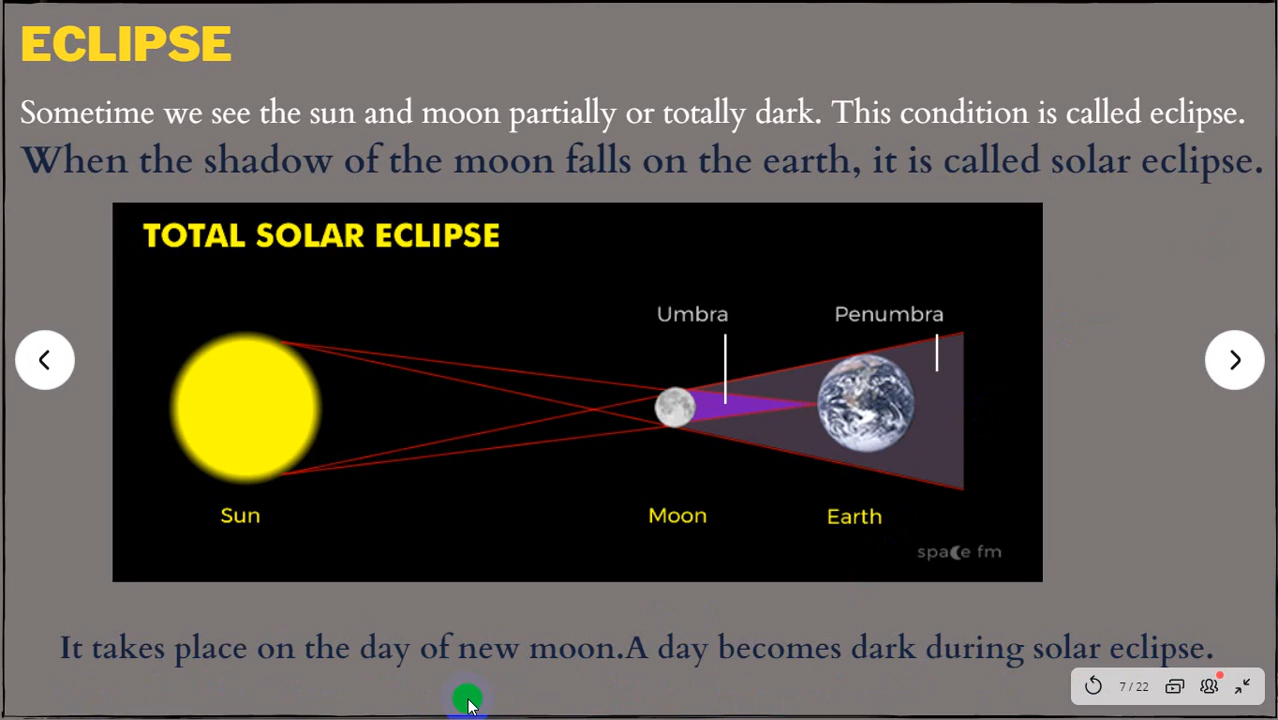 ECLIPSE
Sometime we see the sun and moon partially or totally dark. This condition is called eclipse.
When the shadow of the moon falls on the earth, it is called solar eclipse.
TOTAL SOLAR ECLIPSE
Umbra
Penumbra
Sun
Moon
Earth
space fm
It takes place on the day of new moon.A day becomes dark during solar eclipse.
7 / 22